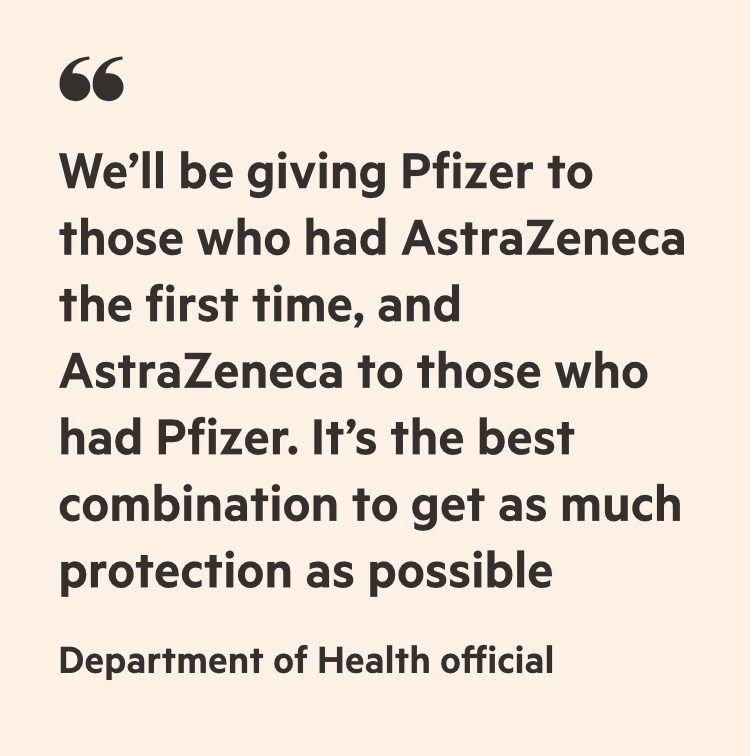 “
We’ll be giving Pfizer to
those who had AstraZeneca
the first time, and
AstraZeneca to those who
had Pfizer. It’s the best
combination to get as much
protection as possible
Department of Health official